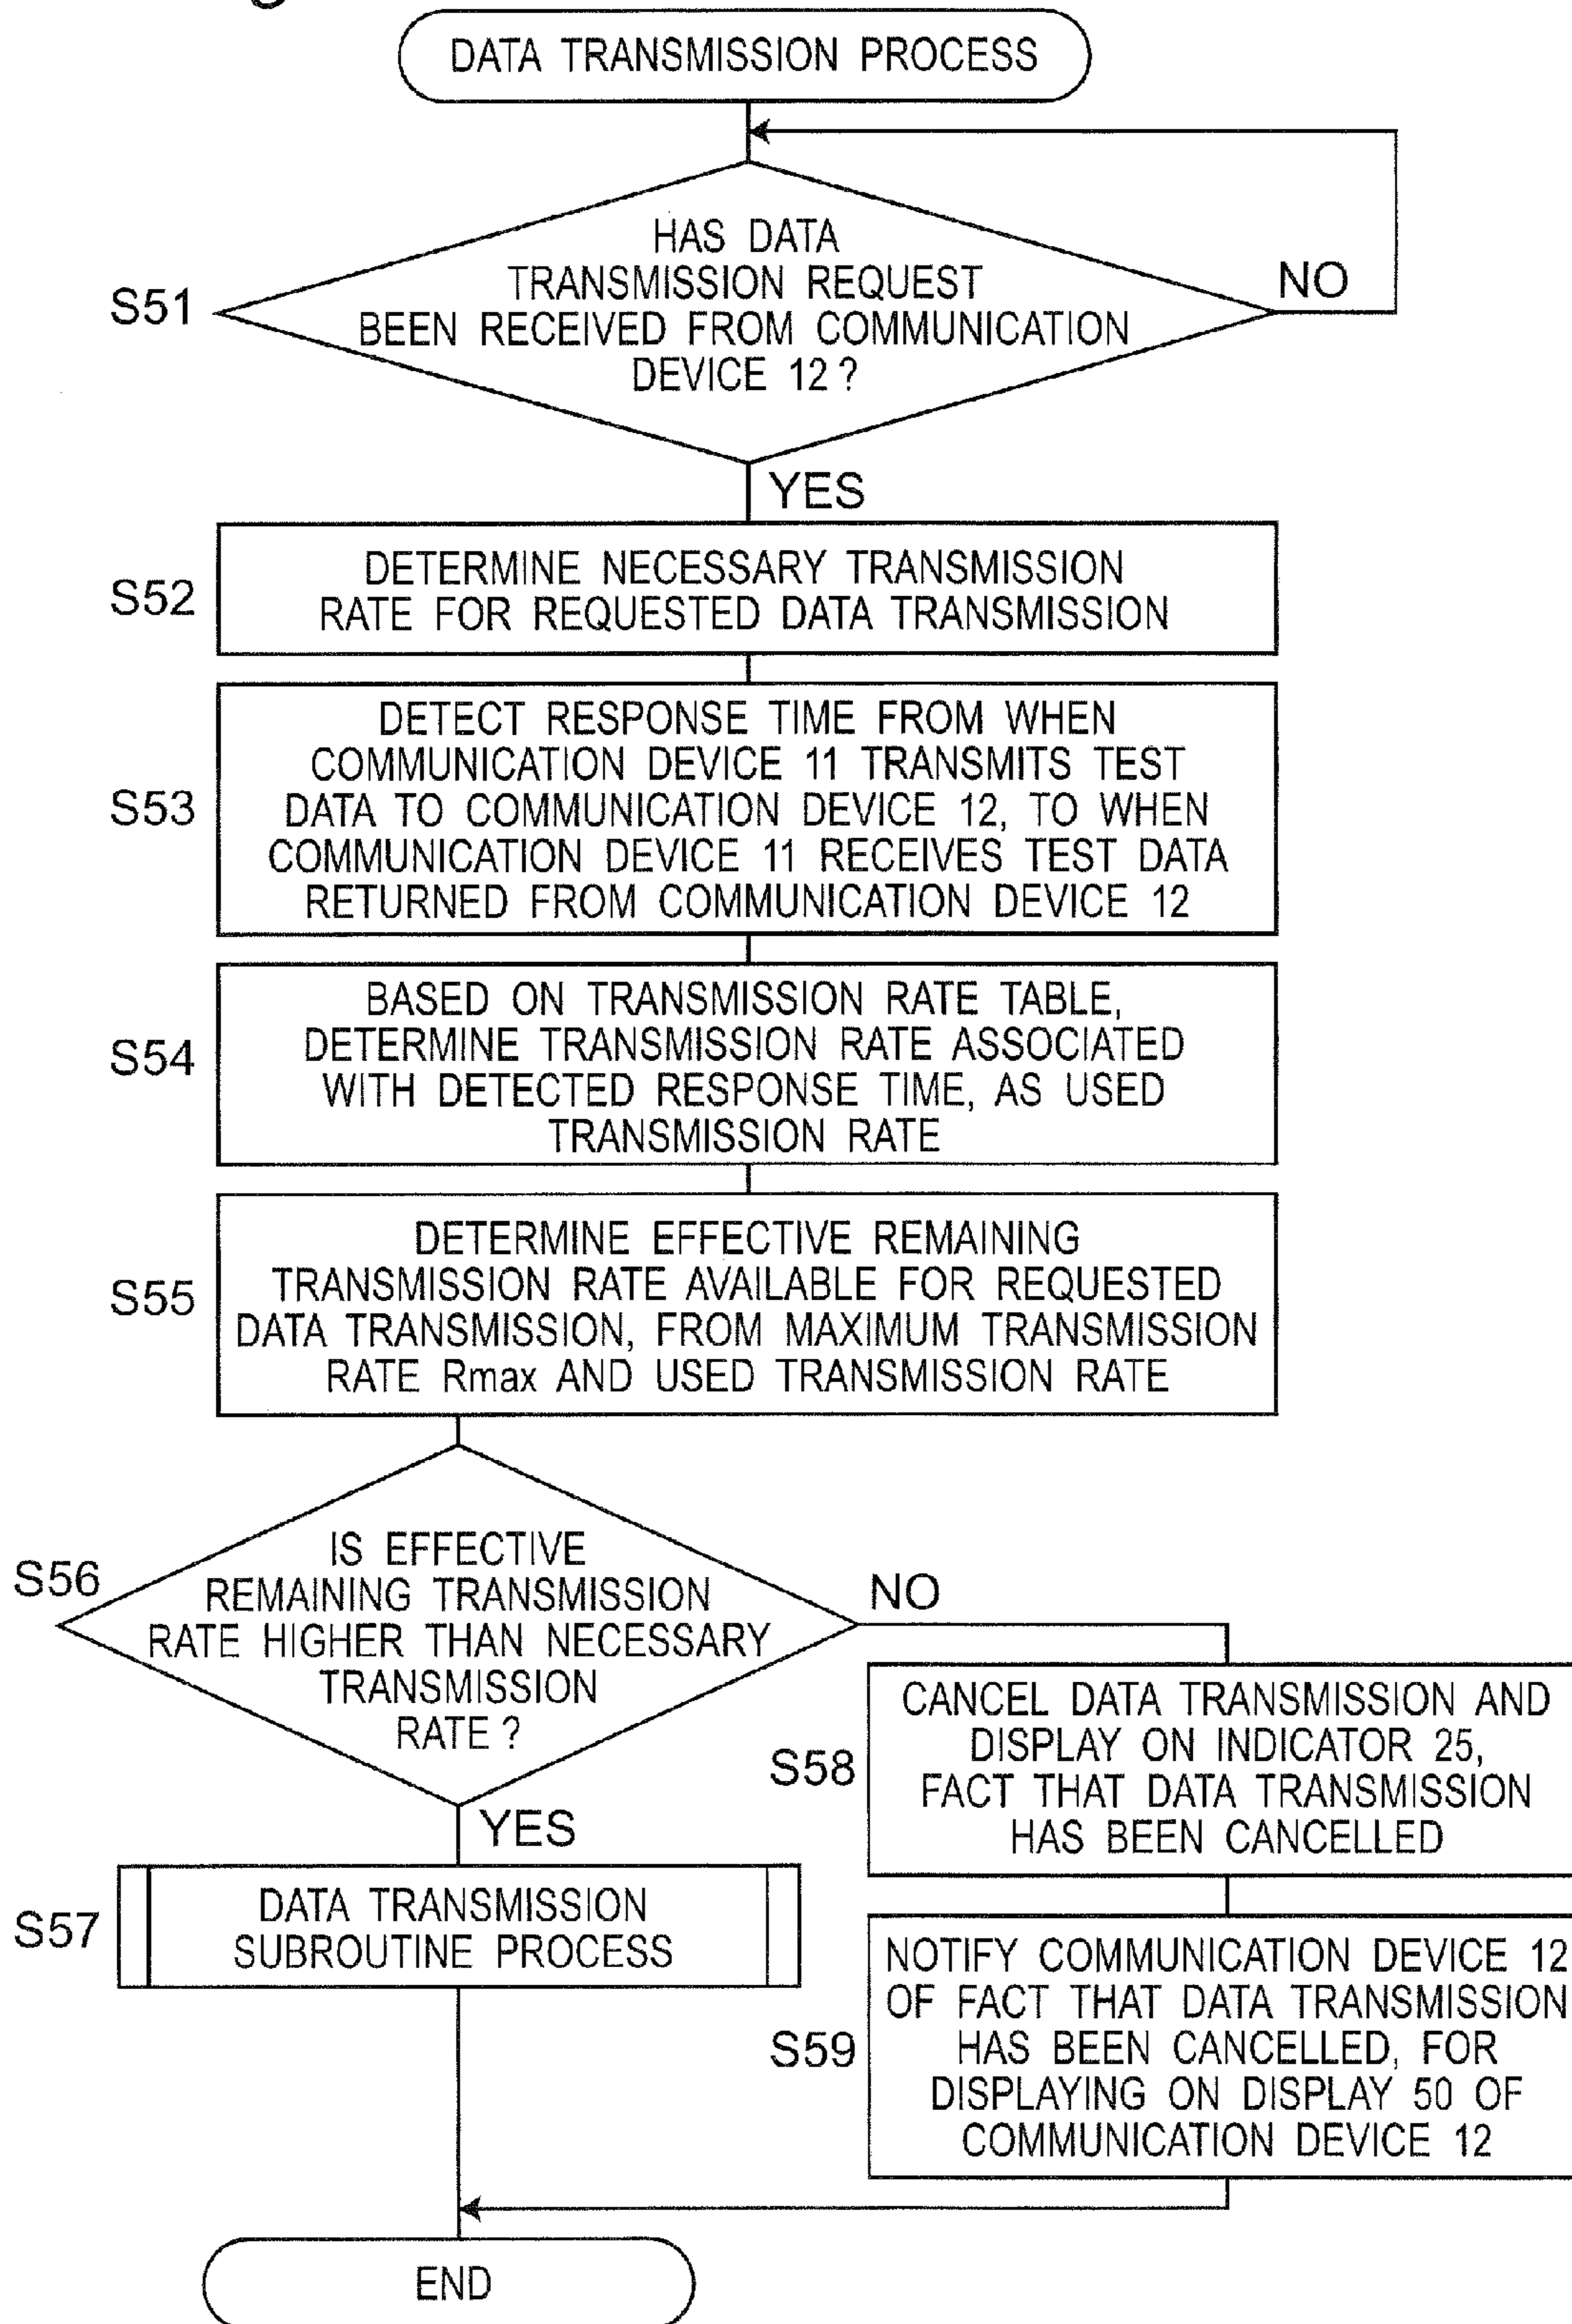 DATA TRANSMISSION PROCESS
S51
HAS DATA
TRANSMISSION REQUEST
BEEN RECEIVED FROM COMMUNICATION
DEVICE 12?
NO
YES
S52
DETERMINE NECESSARY TRANSMISSION
RATE FOR REQUESTED DATA TRANSMISSION
S53
DETECT RESPONSE TIME FROM WHEN
COMMUNICATION DEVICE 11 TRANSMITS TEST
DATA TO COMMUNICATION DEVICE 12, TO WHEN
COMMUNICATION DEVICE 11 RECEIVES TEST DATA
RETURNED FROM COMMUNICATION DEVICE 12
S54
BASED ON TRANSMISSION RATE TABLE,
DETERMINE TRANSMISSION RATE ASSOCIATED
WITH DETECTED RESPONSE TIME, AS USED
TRANSMISSION RATE
S55
DETERMINE EFFECTIVE REMAINING
TRANSMISSION RATE AVAILABLE FOR REQUESTED
DATA TRANSMISSION, FROM MAXIMUM TRANSMISSION
RATE Rmax AND USED TRANSMISSION RATE
S56
IS EFFECTIVE
REMAINING TRANSMISSION
RATE HIGHER THAN NECESSARY
TRANSMISSION
RATE?
NO
YES
S57
DATA TRANSMISSION
SUBROUTINE PROCESS
S58
CANCEL DATA TRANSMISSION AND
DISPLAY ON INDICATOR 25,
FACT THAT DATA TRANSMISSION
HAS BEEN CANCELLED
S59
NOTIFY COMMUNICATION DEVICE 12
OF FACT THAT DATA TRANSMISSION
HAS BEEN CANCELLED, FOR
DISPLAYING ON DISPLAY 50 OF
COMMUNICATION DEVICE 12
END